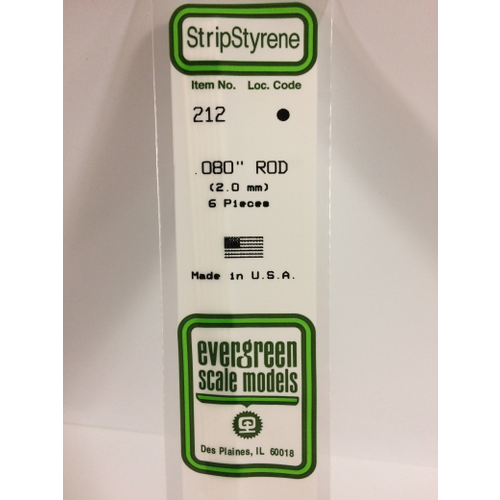 StripStyrene
Item No. Loc. Code
212 ●
.080" ROD
(2.0 mm)
6 Pieces
Made in U.S.A.
evergreen
scale models
Des Plaines, IL 60018